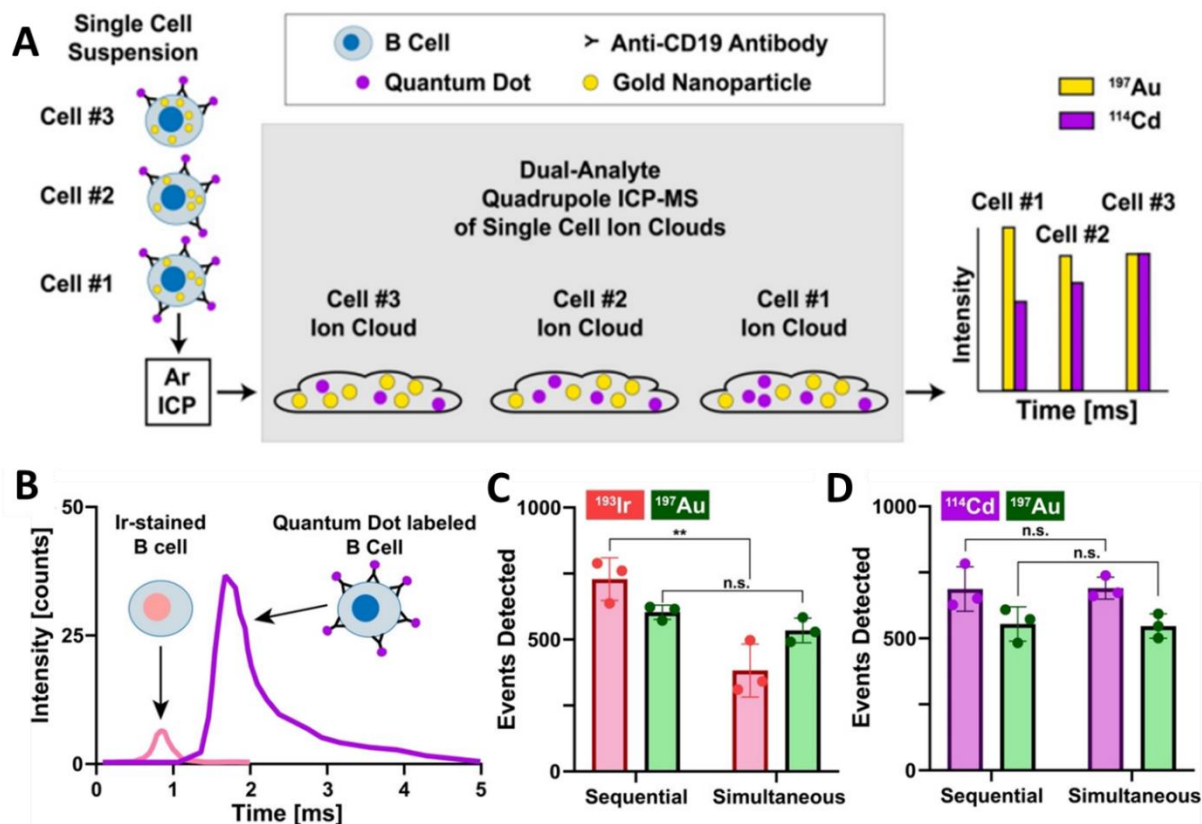 A
Single Cell
Suspension
B Cell
Anti-CD19 Antibody
Quantum Dot
Gold Nanoparticle
Cell #3
Cell #2
Cell #1
Ar
ICP
Dual-Analyte
Quadrupole ICP-MS
of Single Cell Ion Clouds
Cell #3
Ion Cloud
Cell #2
Ion Cloud
Cell #1
Ion Cloud
¹⁹⁷Au
¹¹⁴Cd
Cell #1
Cell #2
Cell #3
Intensity
Time [ms]
B
Intensity [counts]
50
25
0
Ir-stained
B cell
Quantum Dot labeled
B Cell
0 1 2 3 4 5
Time [ms]
C
Events Detected
1000
500
0
¹⁹³Ir ¹⁹⁷Au
**
n.s.
Sequential Simultaneous
D
Events Detected
1000
500
0
¹¹⁴Cd ¹⁹⁷Au
n.s.
n.s.
Sequential Simultaneous